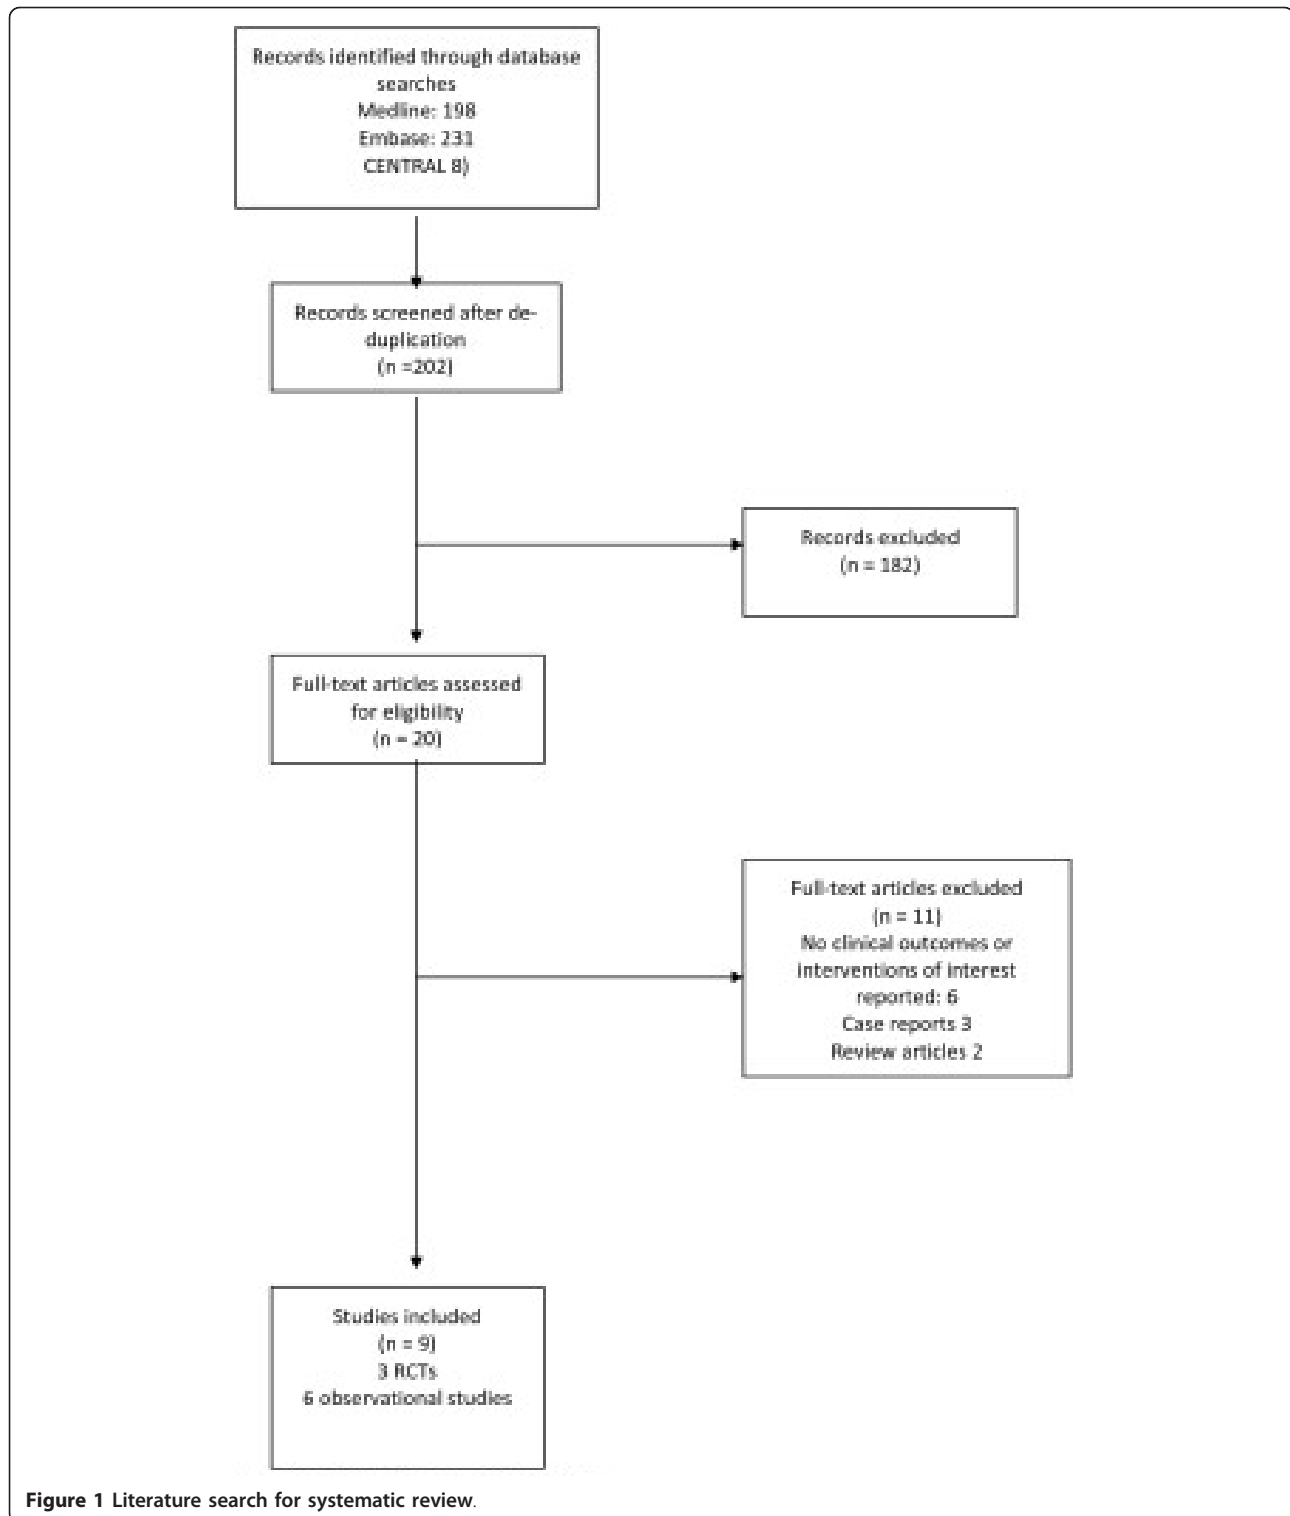 Records identified through database
searches
Medline: 198
Embase: 231
CENTRAL 8)
Records screened after de-
duplication
(n =202)
Records excluded
(n = 182)
Full-text articles assessed
for eligibility
(n = 20)
Full-text articles excluded
(n = 11)
No clinical outcomes or
interventions of interest
reported: 6
Case reports 3
Review articles 2
Studies included
(n = 9)
3 RCTs
6 observational studies
Figure 1 Literature search for systematic review.